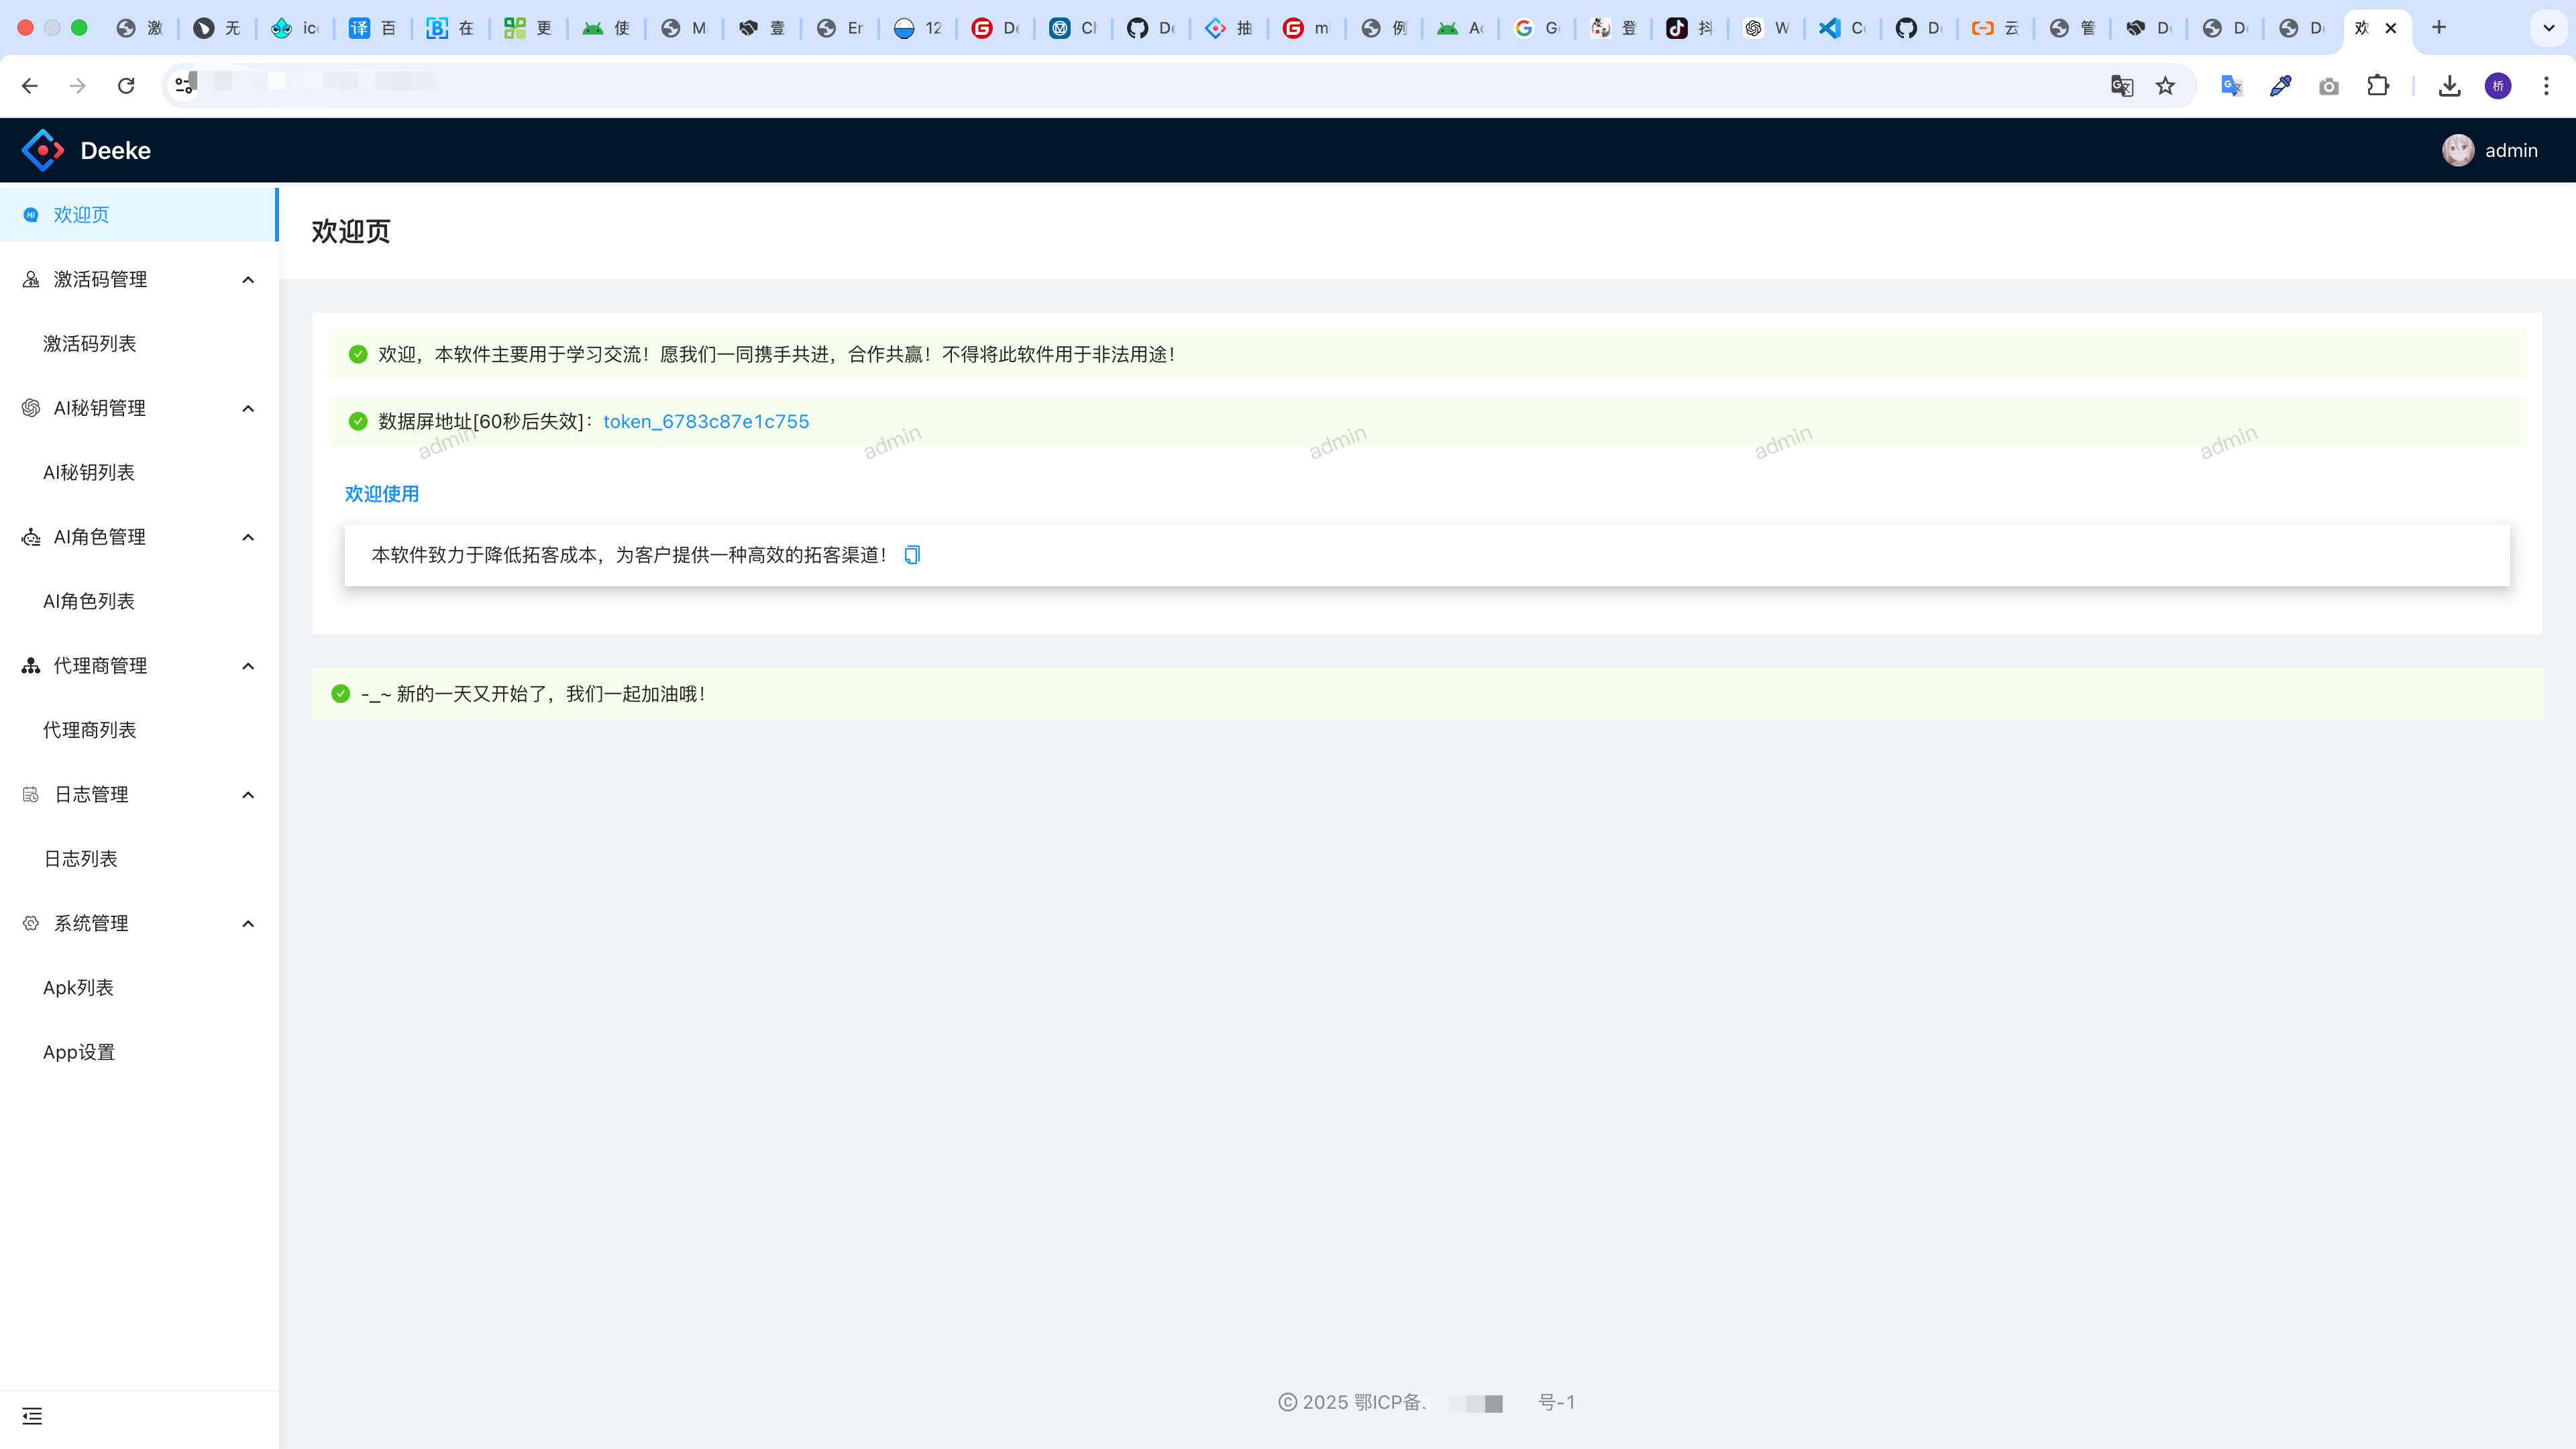 激
无
译
百
在
更
使
壹
12
抽
例
登
抖
云
管
欢
桥
Deeke
admin
欢迎页
激活码管理
激活码列表
AI秘钥管理
AI秘钥列表
AI角色管理
AI角色列表
代理商管理
代理商列表
日志管理
日志列表
系统管理
Apk列表
App设置
欢迎页
欢迎，本软件主要用于学习交流！愿我们一同携手共进，合作共赢！不得将此软件用于非法用途！
数据屏地址[60秒后失效]：token_6783c87e1c755
admin admin admin admin admin
欢迎使用
本软件致力于降低拓客成本，为客户提供一种高效的拓客渠道！
-_~ 新的一天又开始了，我们一起加油哦！
© 2025 鄂ICP备 号-1